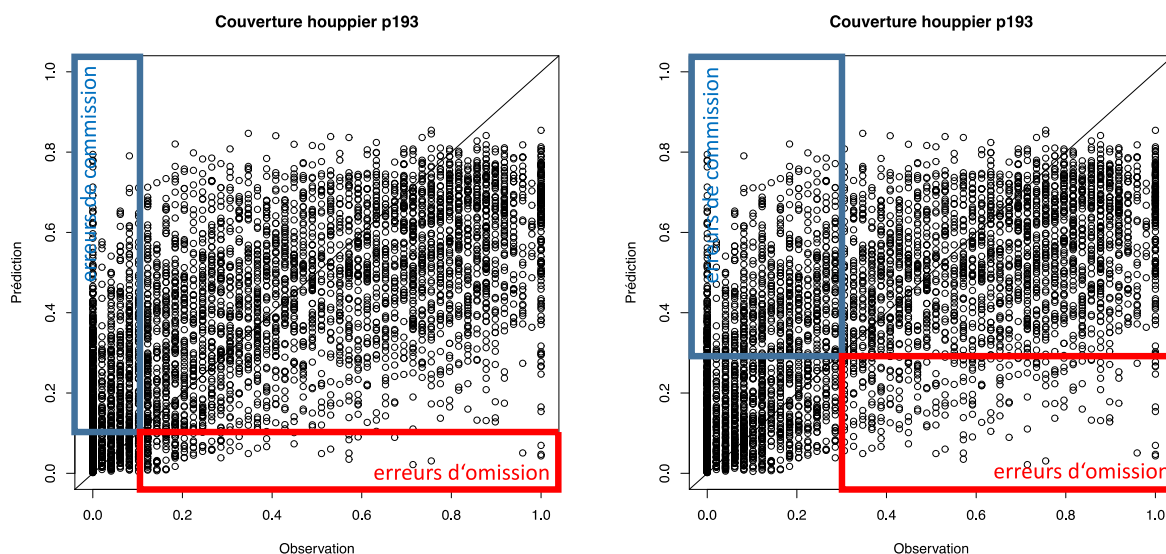 Couverture houppier p193
Prédiction
0.0 0.2 0.4 0.6 0.8 1.0
erreurs de commission
erreurs d‘omission
0.0 0.2 0.4 0.6 0.8 1.0
Observation
Couverture houppier p193
Prédiction
0.0 0.2 0.4 0.6 0.8 1.0
erreurs de commission
erreurs d‘omission
0.0 0.2 0.4 0.6 0.8 1.0
Observation